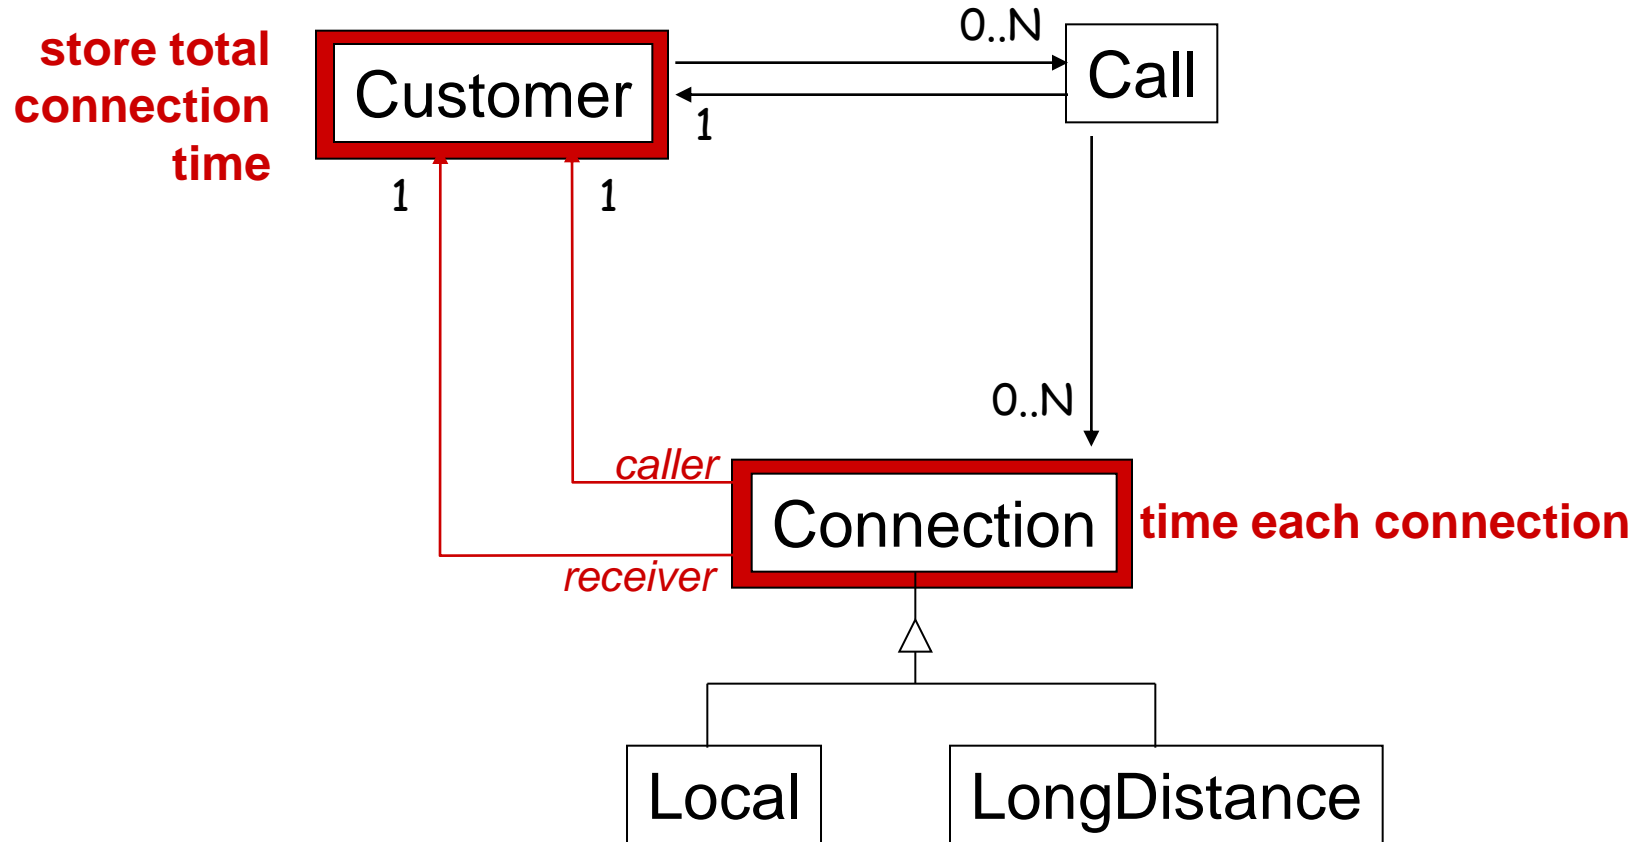 0..N
store total
connection
time
Customer
Call
1
1
1
0..N
caller
Connection
time each connection
receiver
Local
LongDistance